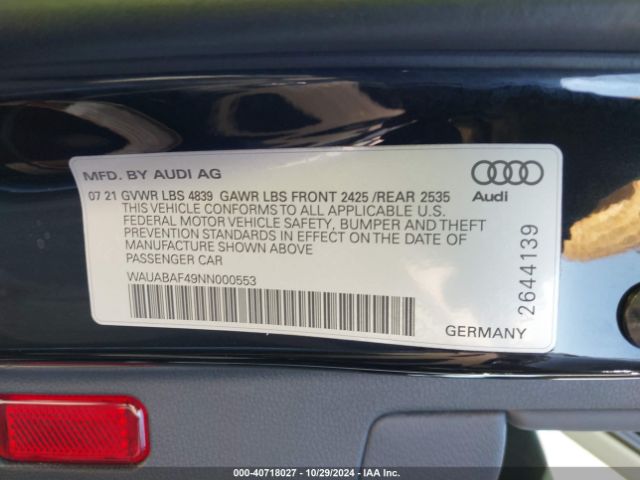 MFD. BY AUDI AG
07 21 GVWR LBS 4839 GAWR LBS FRONT 2425 /REAR 2535
THIS VEHICLE CONFORMS TO ALL APPLICABLE U.S.
FEDERAL MOTOR VEHICLE SAFETY, BUMPER AND THEFT
PREVENTION STANDARDS IN EFFECT ON THE DATE OF
MANUFACTURE SHOWN ABOVE
PASSENGER CAR
WAUABAF49NN000553
Audi
2644139
GERMANY
000-40718027 - 10/29/2024 - IAA Inc.